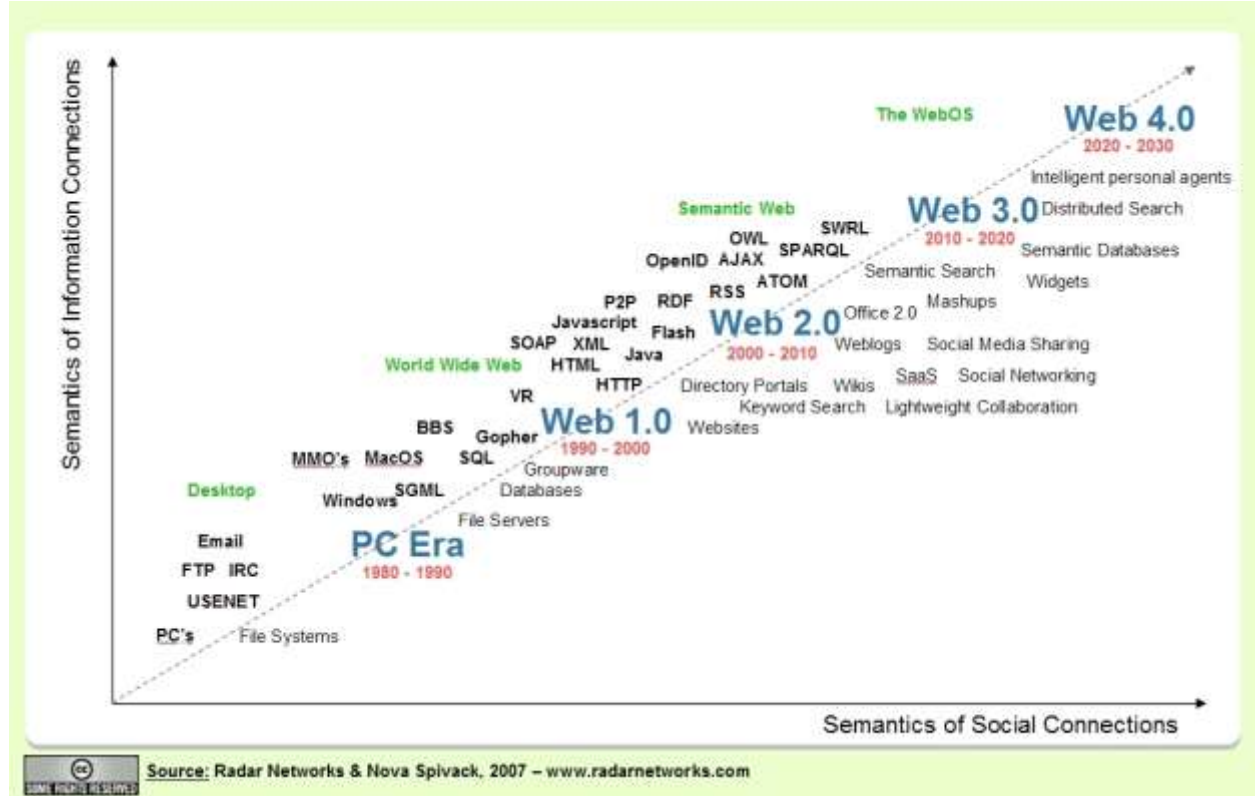 Semantics of Information Connections
The WebOS
Web 4.0
2020 - 2030
Intelligent personal agents
Semantic Web
Web 3.0
Distributed Search
2010 - 2020
SWRL
OWL
SPARQL
Semantic Databases
OpenID
AJAX
Semantic Search
Widgets
ATOM
RSS
P2P
RDF
Mashups
Office 2.0
Javascript
Flash
Web 2.0
2000 - 2010
SOAP
XML
Weblogs
Social Media Sharing
Java
World Wide Web
HTML
HTTP
Directory Portals
Wikis
SaaS
Social Networking
VR
Keyword Search
Lightweight Collaboration
Web 1.0
1990 - 2000
Websites
BBS
Gopher
MMO's
MacOS
SQL
Groupware
Desktop
Windows
SGML
Databases
File Servers
Email
PC Era
1980 - 1990
FTP
IRC
USENET
PC's
File Systems
Semantics of Social Connections
cc
SOME RIGHTS RESERVED
Source: Radar Networks & Nova Spivack, 2007 – www.radarnetworks.com